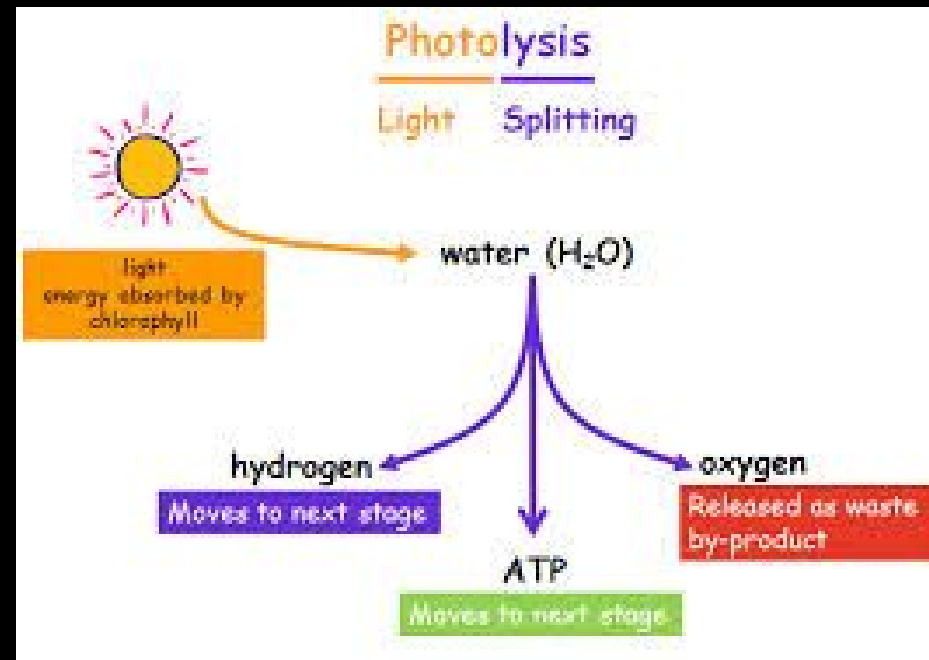 Photolysis
Light Splitting
light
energy absorbed by
chlorophyll
water (H₂O)
hydrogen
Moves to next stage
oxygen
Released as waste
by-product
ATP
Moves to next stage